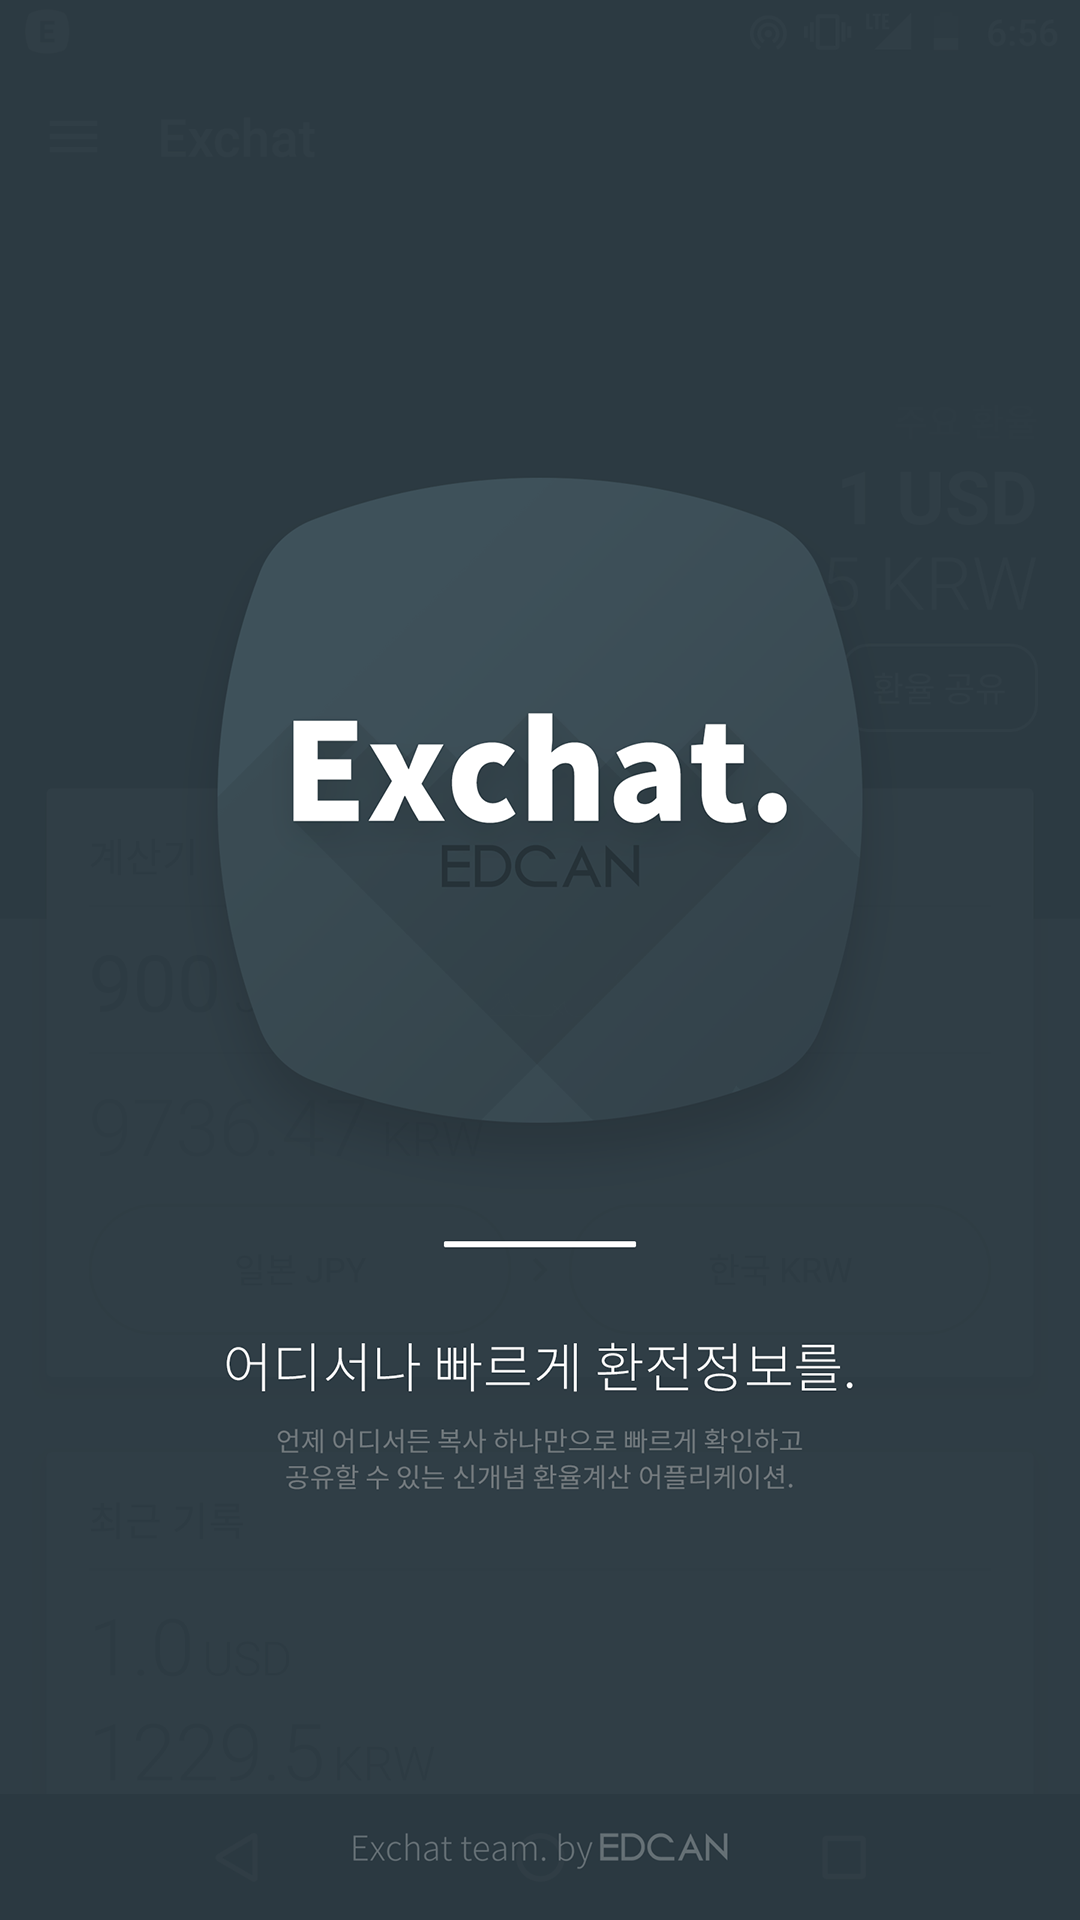 E
LTE
6:56
Exchat
1 USD
5 KRW
환율 공유
Exchat.
EDCAN
계산기
900
9736.47 KRW
일본 JPY
한국 KRW
어디서나 빠르게 환전정보를.
언제 어디서든 복사 하나만으로 빠르게 확인하고
공유할 수 있는 신개념 환율계산 어플리케이션.
최근 기록
1.0 USD
1229.5 KRW
Exchat team. by EDCAN